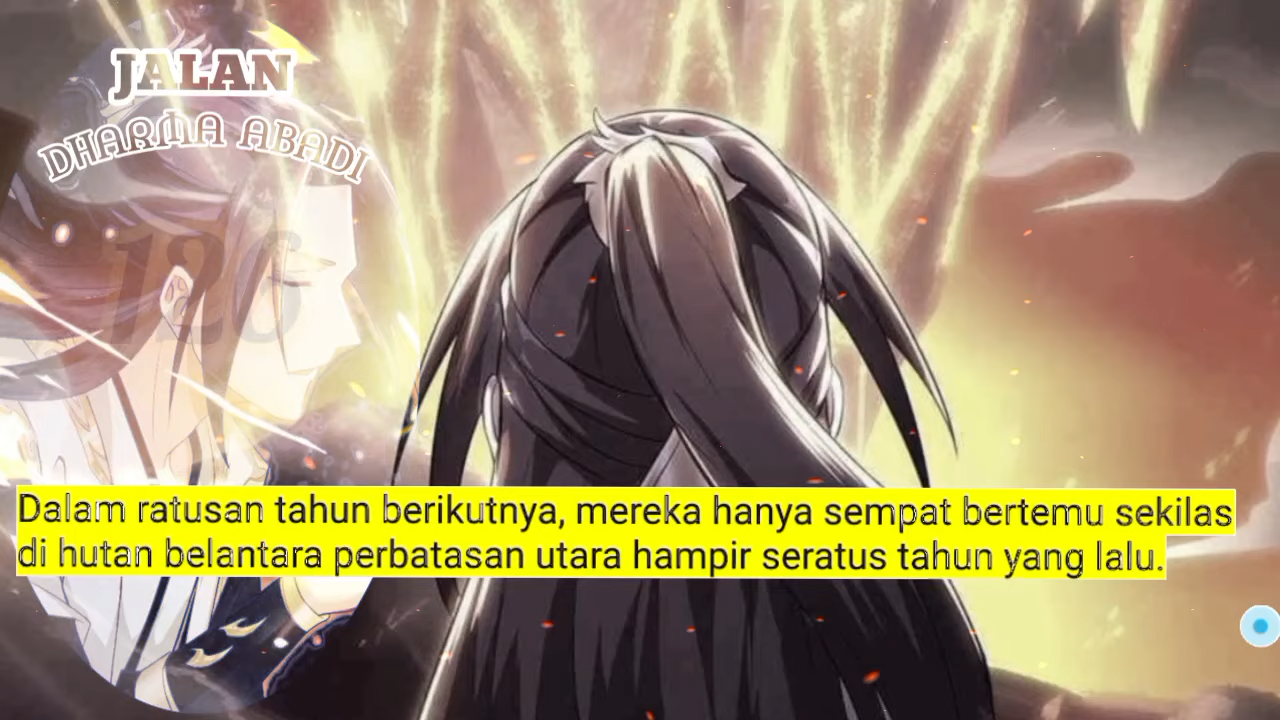 JALAN
DHARMA ABADI
126
Dalam ratusan tahun berikutnya, mereka hanya sempat bertemu sekilas
di hutan belantara perbatasan utara hampir seratus tahun yang lalu.